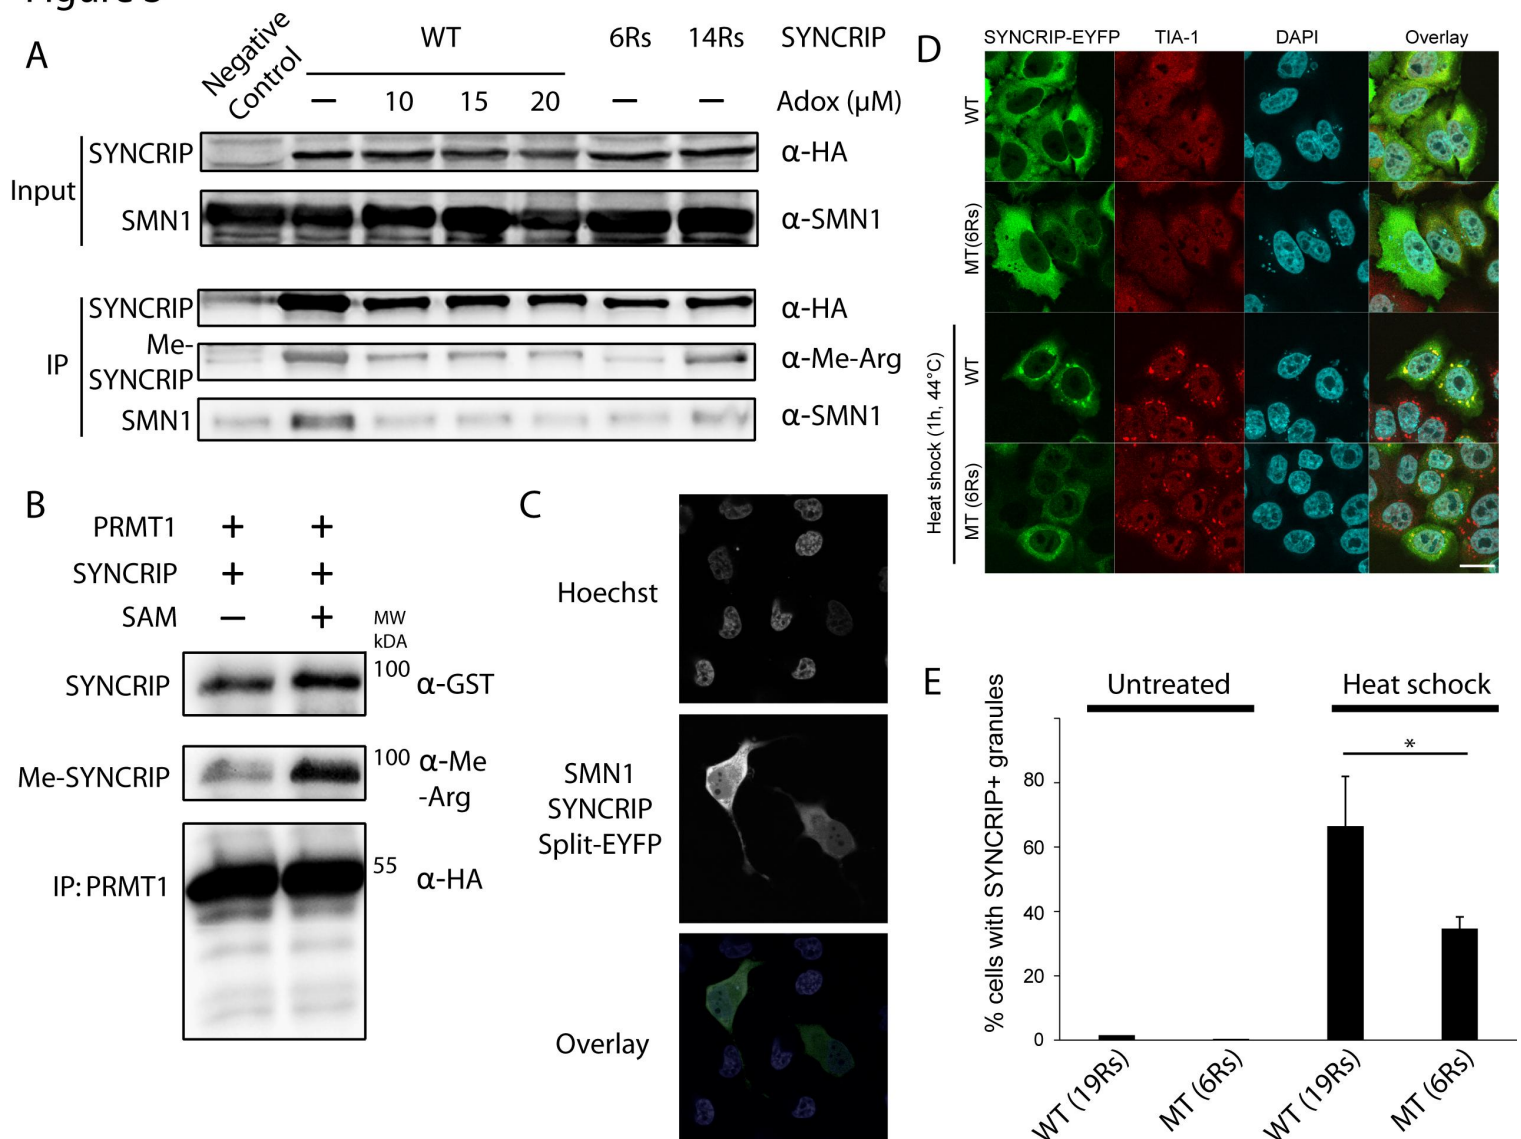 A
Negative
Control
WT
6Rs
14Rs
SYNCRIP
–
10
15
20
–
–
Adox (µM)
Input
SYNCRIP
α-HA
SMN1
α-SMN1
IP
SYNCRIP
α-HA
Me-
SYNCRIP
α-Me-Arg
SMN1
α-SMN1
B
PRMT1
+
+
SYNCRIP
+
+
SAM
–
+
MW
kDA
SYNCRIP
100
α-GST
Me-SYNCRIP
100
α-Me
-Arg
IP: PRMT1
55
α-HA
C
Hoechst
SMN1
SYNCRIP
Split-EYFP
Overlay
D
SYNCRIP-EYFP
TIA-1
DAPI
Overlay
WT
MT(6Rs)
Heat shock (1h, 44°C)
WT
MT (6Rs)
E
Untreated
Heat schock
*
% cells with SYNCRIP+ granules
80
60
40
20
0
WT (19Rs)
MT (6Rs)
WT (19Rs)
MT (6Rs)